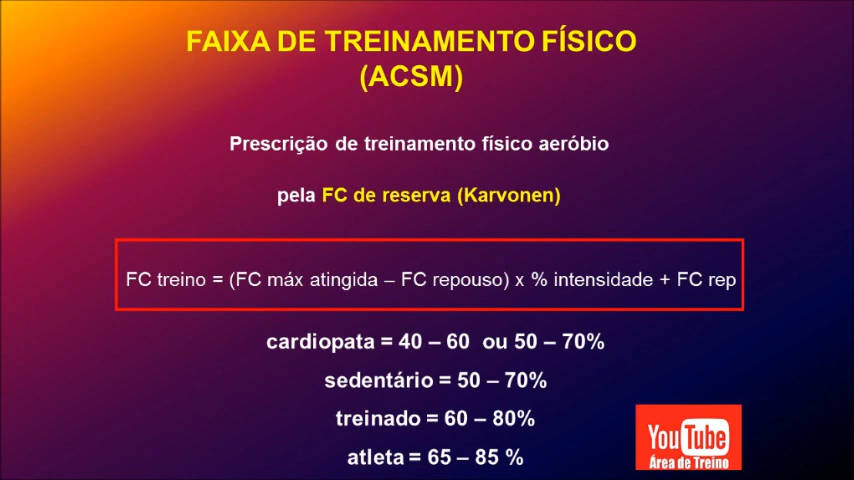 FAIXA DE TREINAMENTO FÍSICO
(ACSM)
Prescrição de treinamento físico aeróbio
pela FC de reserva (Karvonen)
FC treino = (FC máx atingida – FC repouso) x % intensidade + FC rep
cardiopata = 40 – 60 ou 50 – 70%
sedentário = 50 – 70%
treinado = 60 – 80%
atleta = 65 – 85 %
YouTube
Área de Treino